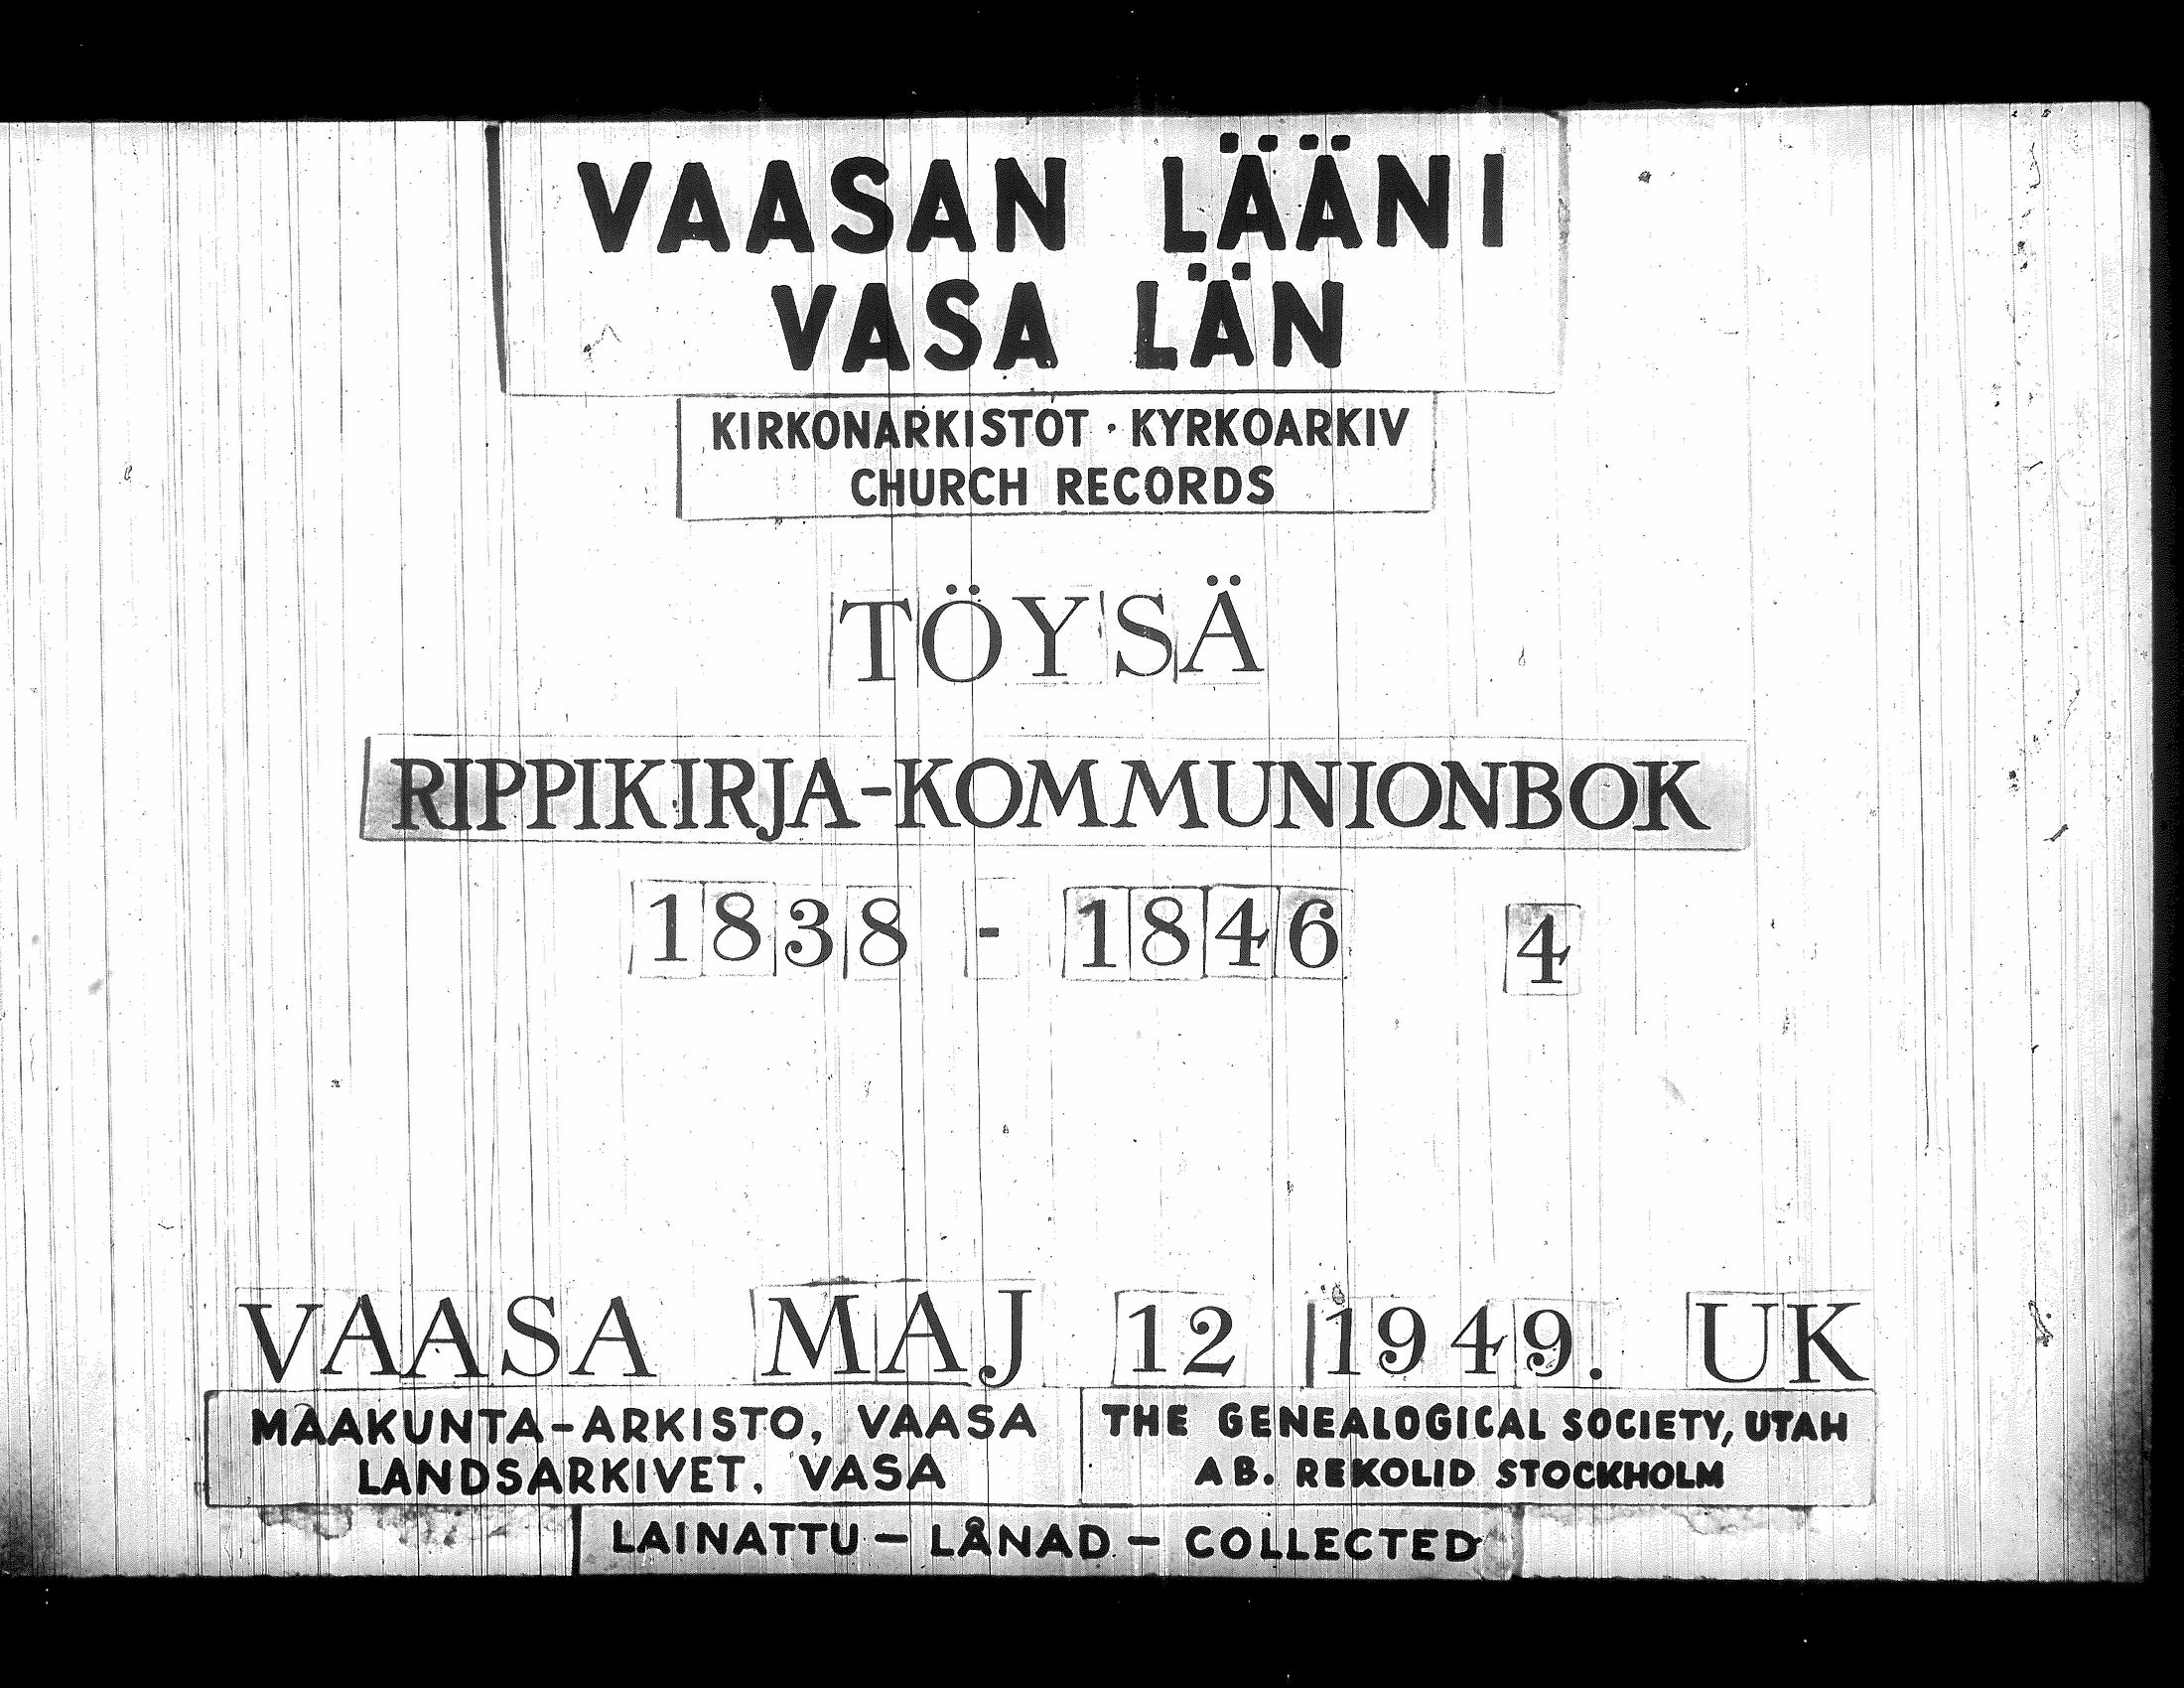 VAASAN LÄÄNI
VASA LÄN
KIRKONARKISTOT · KYRKOARKIV
CHURCH RECORDS
TÖYSÄ
RIPPIKIRJA-KOMMUNIONBOK
1838 - 1846 4
VAASA MAJ 12 1949. UK
MAAKUNTA-ARKISTO, VAASA
LANDSARKIVET, VASA
THE GENEALOGICAL SOCIETY, UTAH
AB. REKOLID STOCKHOLM
LAINATTU - LÅNAD - COLLECTED